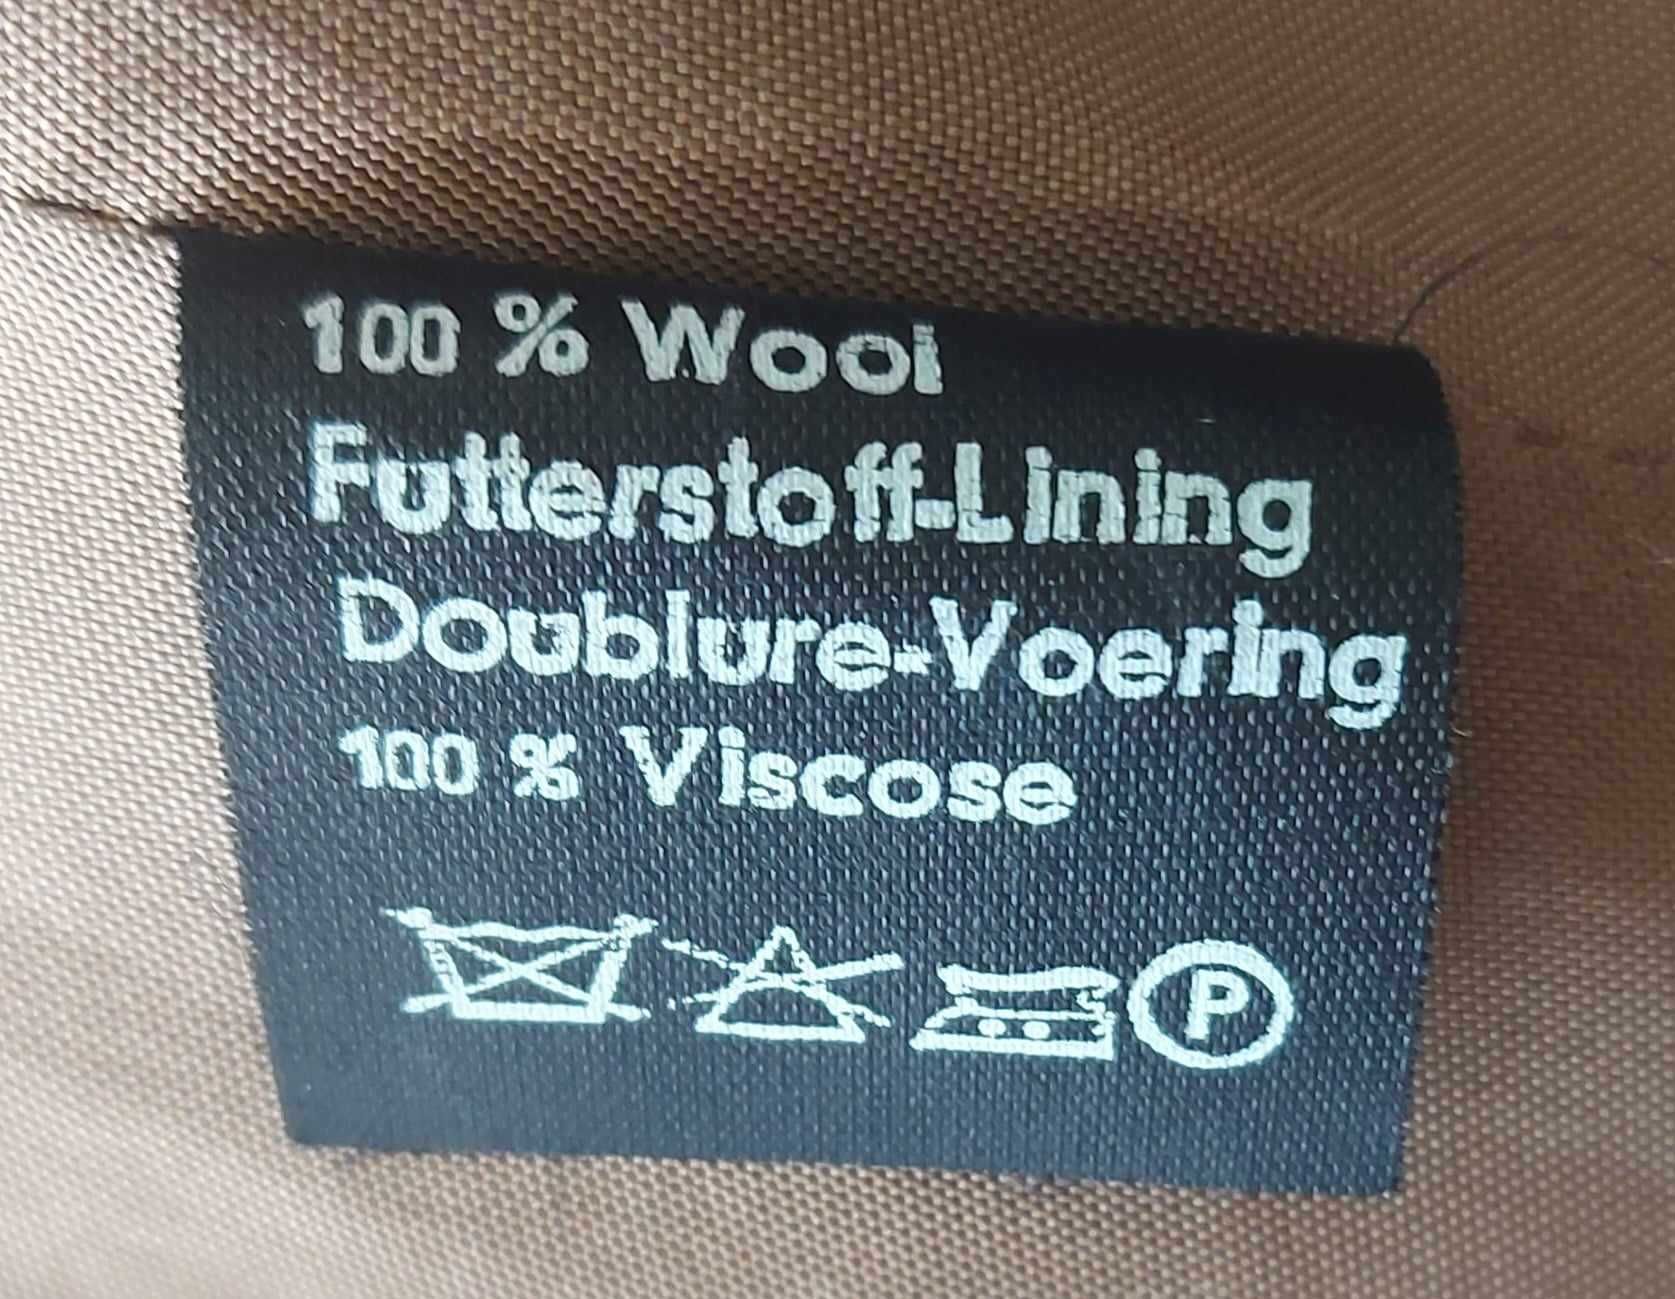 100 % Wool
Futterstoff-Lining
Doublure-Voering
100 % Viscose
P